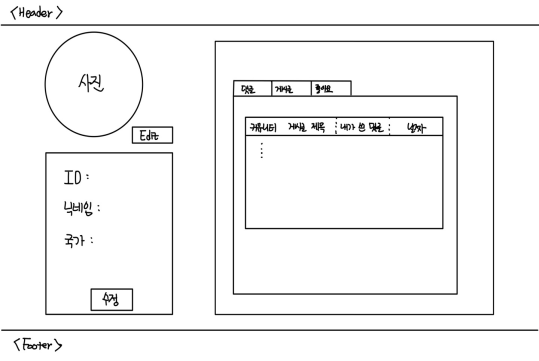 <Header>
사진
Edit
ID :
닉네임 :
국가 :
수정
댓글 게시글 좋아요
커뮤니티 게시글 제목 내가 쓴 댓글 날짜
<Footer>